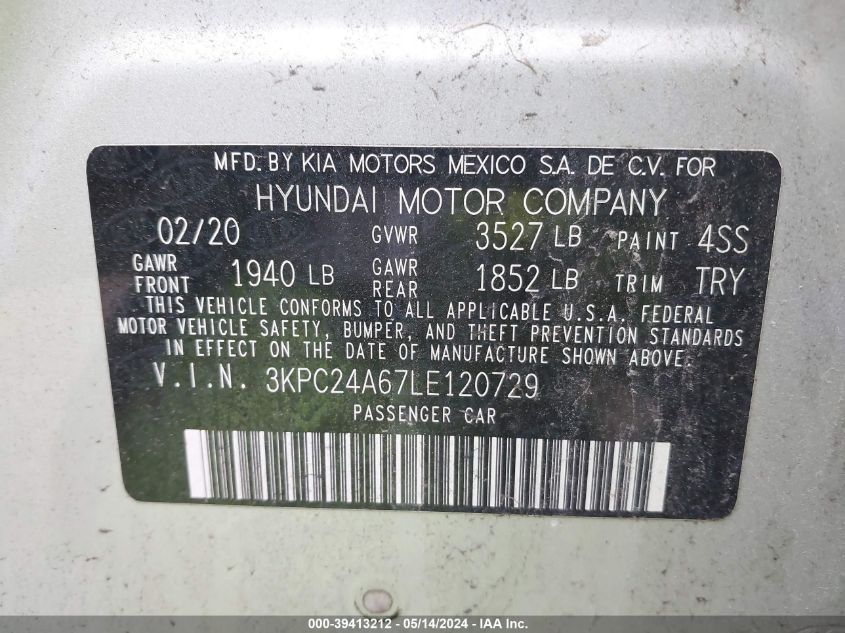 MFD. BY KIA MOTORS MEXICO S.A. DE C.V. FOR
HYUNDAI MOTOR COMPANY
02/20 GVWR 3527 LB PAINT 4SS
GAWR FRONT 1940 LB GAWR REAR 1852 LB TRIM TRY
THIS VEHICLE CONFORMS TO ALL APPLICABLE U.S.A. FEDERAL
MOTOR VEHICLE SAFETY, BUMPER, AND THEFT PREVENTION STANDARDS
IN EFFECT ON THE DATE OF MANUFACTURE SHOWN ABOVE.
V.I.N. 3KPC24A67LE120729
PASSENGER CAR
000-39413212 - 05/14/2024 - IAA Inc.